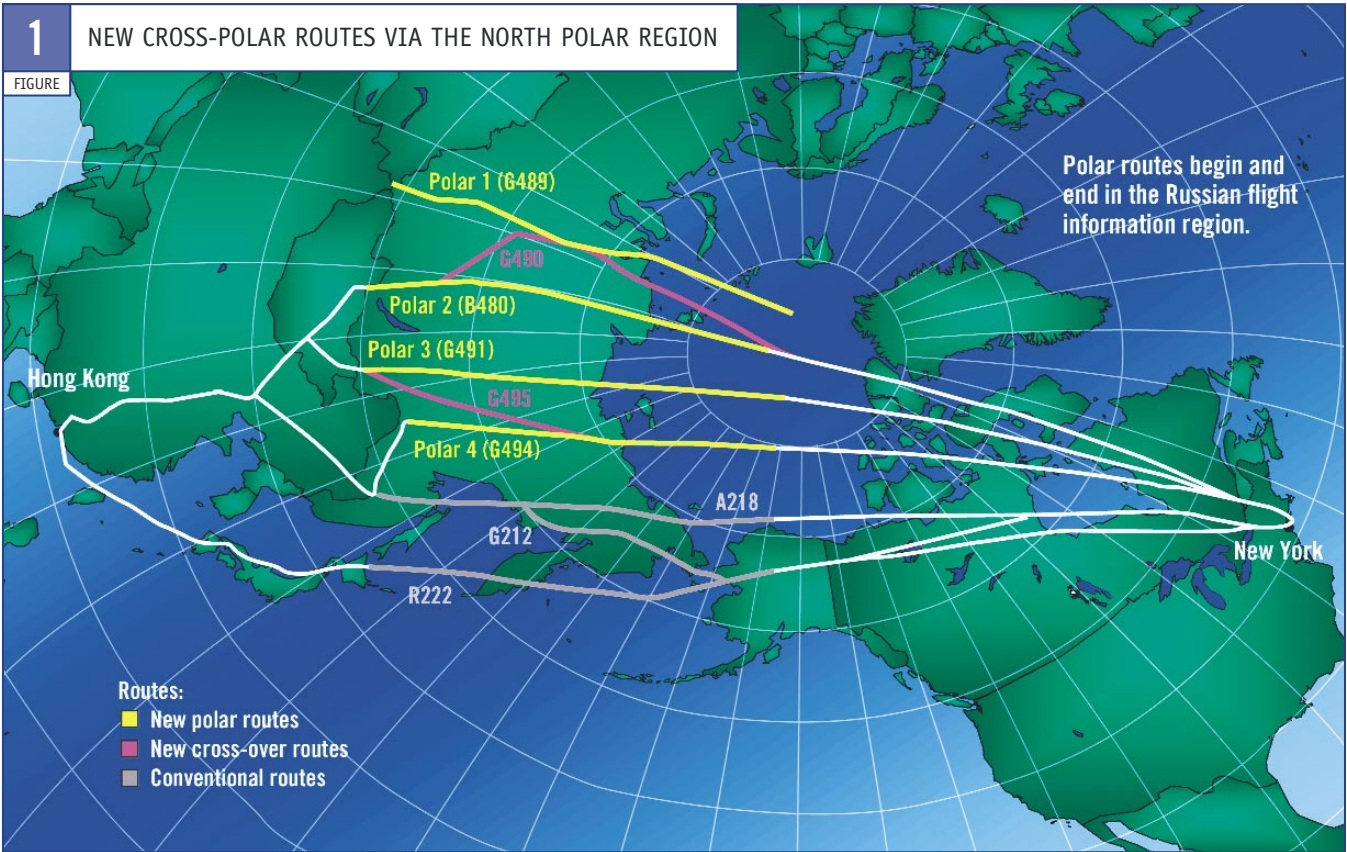 1
NEW CROSS-POLAR ROUTES VIA THE NORTH POLAR REGION
FIGURE
Polar routes begin and
end in the Russian flight
information region.
Polar 1 (G489)
G490
Polar 2 (B480)
Polar 3 (G491)
Hong Kong
G495
Polar 4 (G494)
A218
G212
New York
R222
Routes:
New polar routes
New cross-over routes
Conventional routes